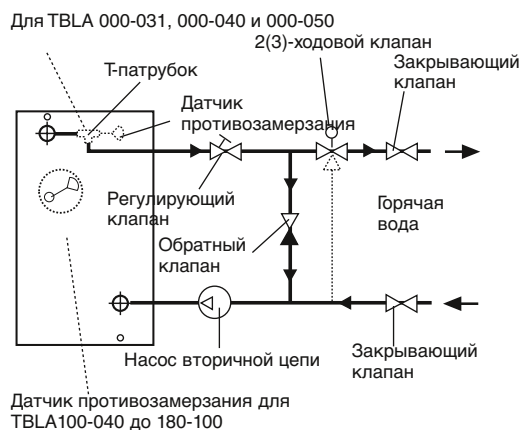 Для TBLA 000-031, 000-040 и 000-050
2(3)-ходовой клапан
Закрывающий
клапан
Т-патрубок
Датчик
противозамерзания
Регулирующий
клапан
Горячая
вода
Обратный
клапан
Насос вторичной цепи
Закрывающий
клапан
Датчик противозамерзания для
TBLA100-040 до 180-100